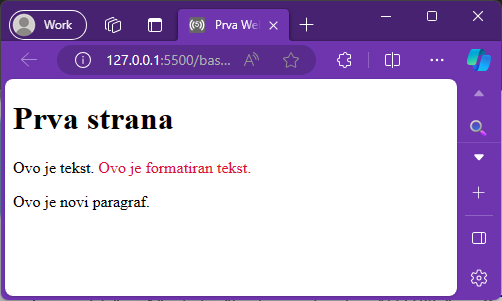 Work
Prva Web
127.0.0.1:5500/bas...
Prva strana
Ovo je tekst. Ovo je formatiran tekst.
Ovo je novi paragraf.